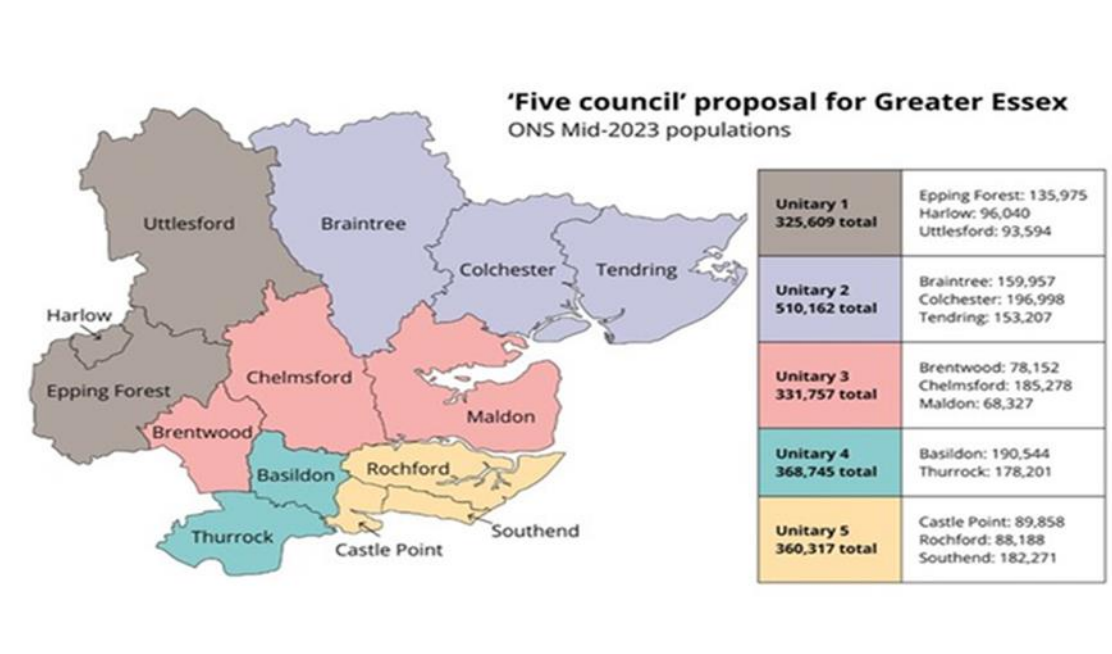 ‘Five council’ proposal for Greater Essex
ONS Mid-2023 populations
Uttlesford
Braintree
Colchester
Tendring
Harlow
Epping Forest
Chelmsford
Maldon
Brentwood
Basildon
Rochford
Thurrock
Southend
Castle Point
Unitary 1
325,609 total
Epping Forest: 135,975
Harlow: 96,040
Uttlesford: 93,594
Unitary 2
510,162 total
Braintree: 159,957
Colchester: 196,998
Tendring: 153,207
Unitary 3
331,757 total
Brentwood: 78,152
Chelmsford: 185,278
Maldon: 68,327
Unitary 4
368,745 total
Basildon: 190,544
Thurrock: 178,201
Unitary 5
360,317 total
Castle Point: 89,858
Rochford: 88,188
Southend: 182,271